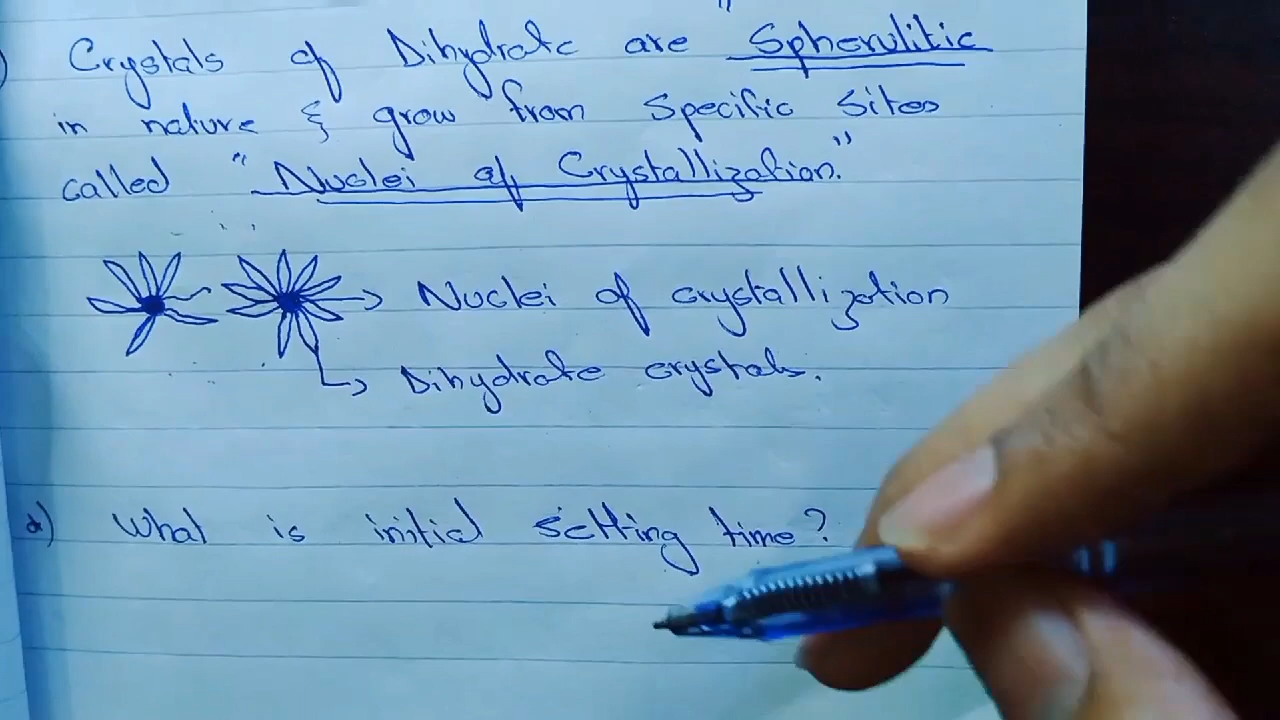 Crystals of Dihydrate are "Spherulitic
in nature & grow from specific sites
called "Nuclei of Crystallization."
Nuclei of crystallization
Dihydrate crystals.
What is initial setting time?